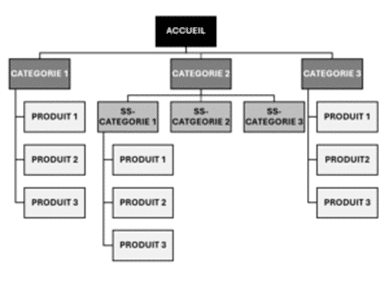 ACCUEIL
CATEGORIE 1
CATEGORIE 2
CATEGORIE 3
PRODUIT 1
SS-
CATEGORIE 1
SS-
CATGEORIE 2
SS-
CATEGORIE 3
PRODUIT 1
PRODUIT 2
PRODUIT 1
PRODUIT2
PRODUIT 3
PRODUIT 2
PRODUIT 3
PRODUIT 3